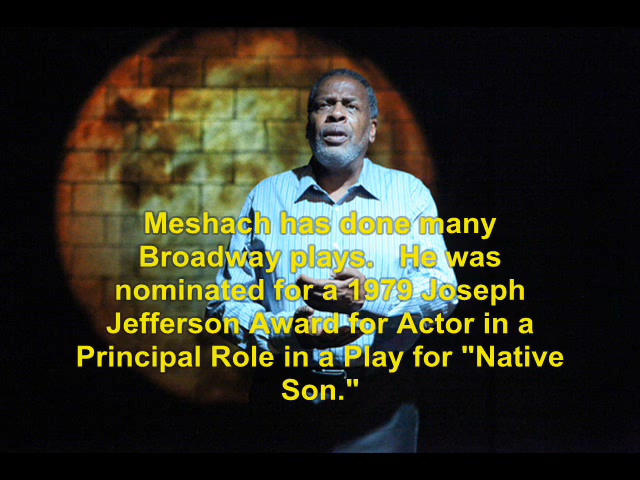 Meshach has done many
Broadway plays.   He was
nominated for a 1979 Joseph
Jefferson Award for Actor in a
Principal Role in a Play for "Native
Son."